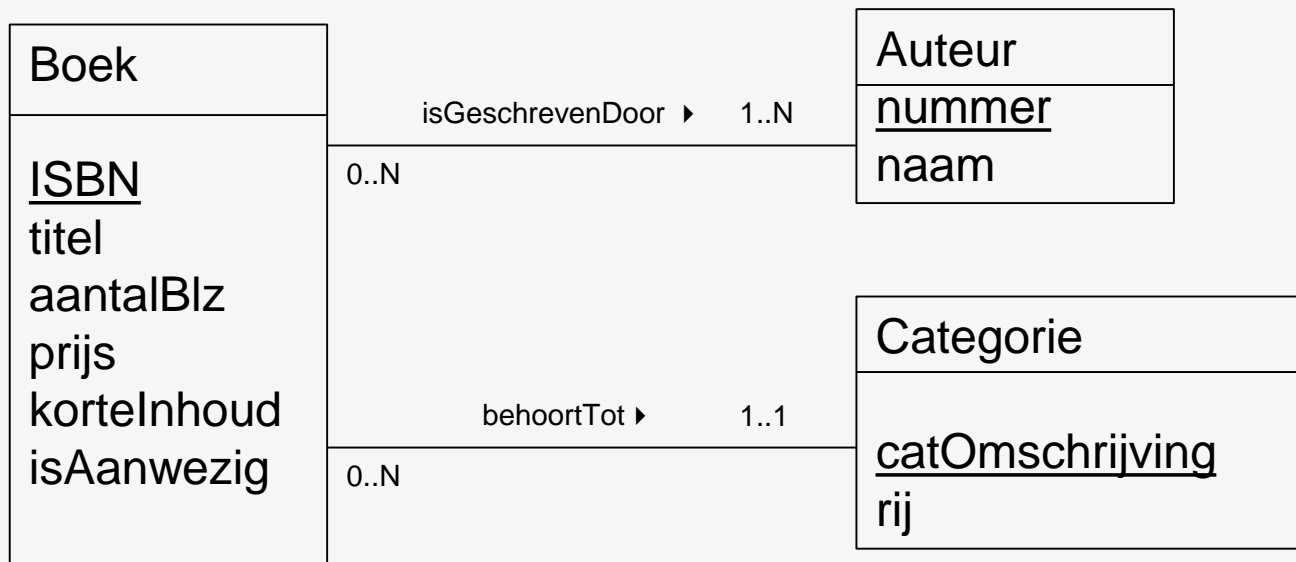 Boek
ISBN
titel
aantalBlz
prijs
korteInhoud
isAanwezig
isGeschrevenDoor ▸ 1..N
0..N
Auteur
nummer
naam
behoortTot ▸ 1..1
0..N
Categorie
catOmschrijving
rij